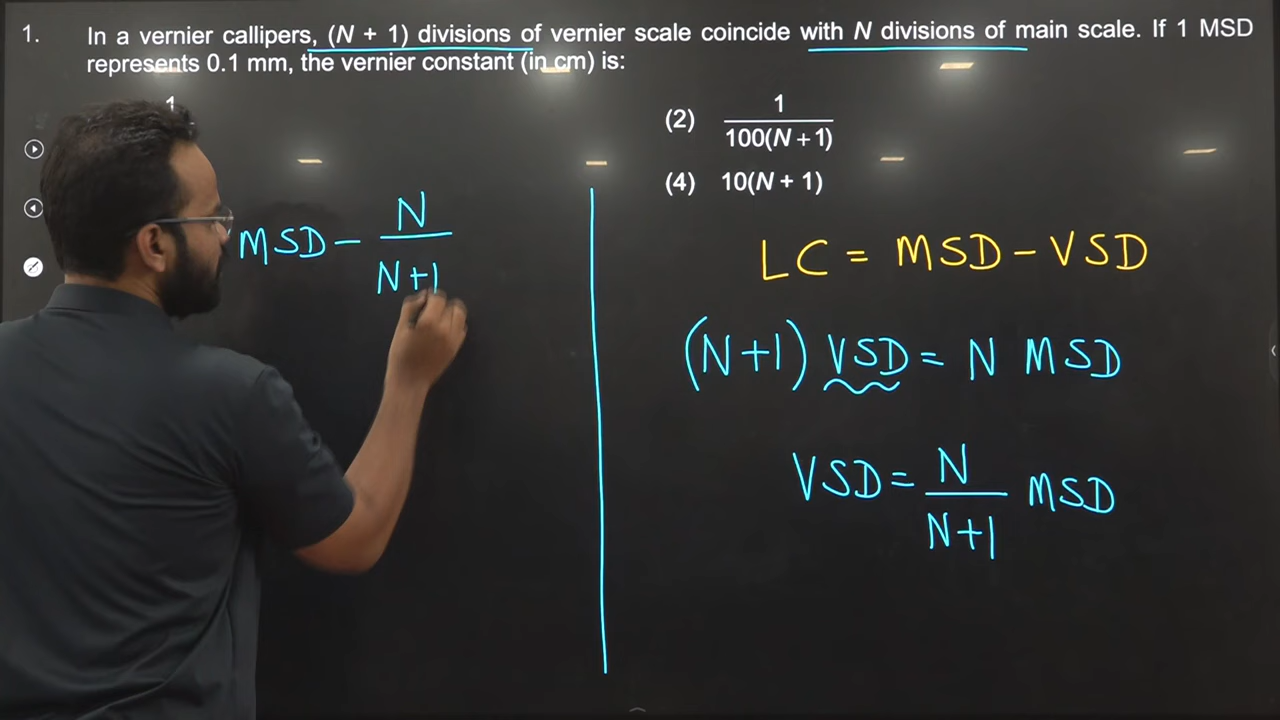 1. In a vernier callipers, (N + 1) divisions of vernier scale coincide with N divisions of main scale. If 1 MSD
represents 0.1 mm, the vernier constant (in cm) is:
1
(2) 1
100(N + 1)
(4) 10(N + 1)
MSD - N
N+1
LC = MSD - VSD
(N+1) VSD = N MSD
VSD = N MSD
N+1